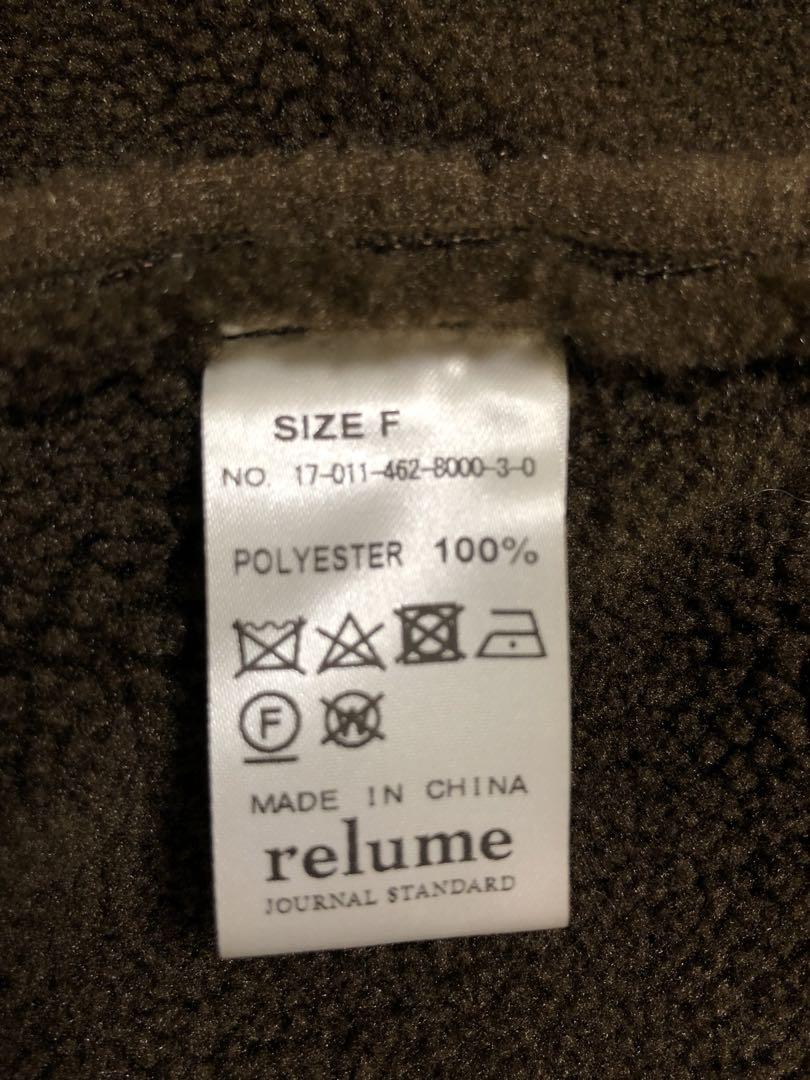 SIZE F
NO. 17-011-462-8000-3-0
POLYESTER 100%
F W
MADE IN CHINA
relume
JOURNAL STANDARD